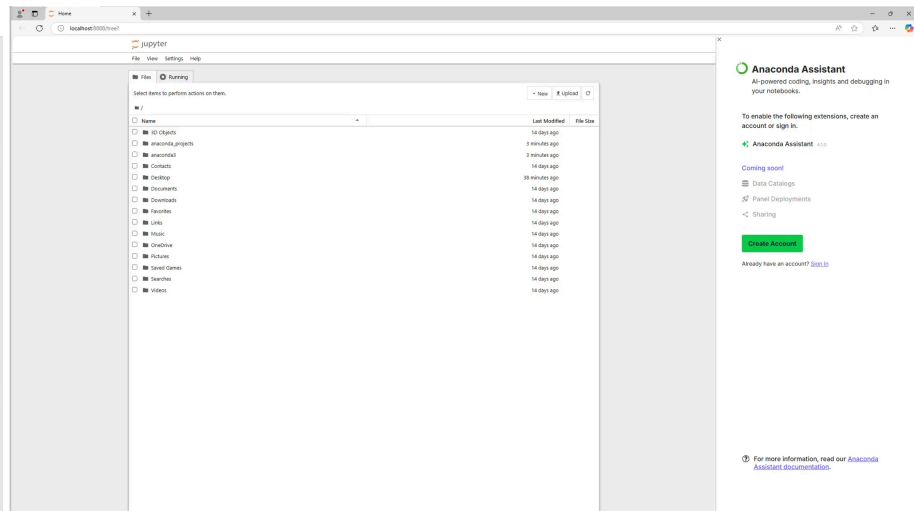 Home
localhost:8888/tree?
jupyter
File View Settings Help
Files Running
Select items to perform actions on them.
New Upload
/
Name Last Modified File Size
3D Objects 14 days ago
anaconda_projects 3 minutes ago
anaconda3 3 minutes ago
Contacts 14 days ago
Desktop 38 minutes ago
Documents 14 days ago
Downloads 14 days ago
Favorites 14 days ago
Links 14 days ago
Music 14 days ago
OneDrive 14 days ago
Pictures 14 days ago
Saved Games 14 days ago
Searches 14 days ago
Videos 14 days ago
Anaconda Assistant
AI-powered coding, insights and debugging in
your notebooks.
To enable the following extensions, create an
account or sign in.
Anaconda Assistant
Coming soon!
Data Catalogs
Panel Deployments
Sharing
Create Account
Already have an account? Sign In
For more information, read our Anaconda
Assistant documentation.